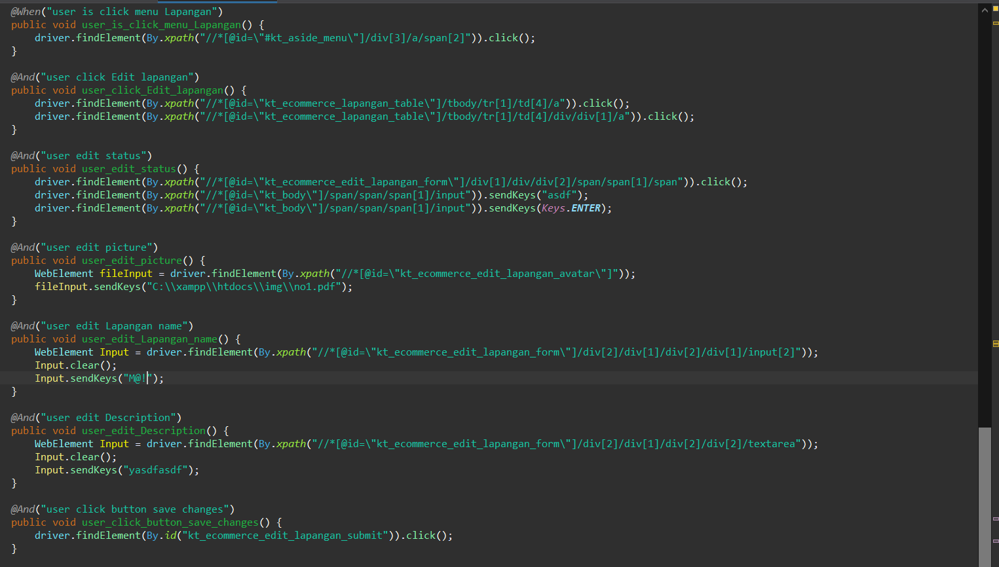 @When("user is click menu Lapangan")
public void user_is_click_menu_Lapangan() {
    driver.findElement(By.xpath("//*[@id=\"#kt_aside_menu\"]/div[3]/a/span[2]")).click();
}

@And("user click Edit lapangan")
public void user_click_Edit_lapangan() {
    driver.findElement(By.xpath("//*[@id=\"kt_ecommerce_lapangan_table\"]/tbody/tr[1]/td[4]/a")).click();
    driver.findElement(By.xpath("//*[@id=\"kt_ecommerce_lapangan_table\"]/tbody/tr[1]/td[4]/div/div[1]/a")).click();
}

@And("user edit status")
public void user_edit_status() {
    driver.findElement(By.xpath("//*[@id=\"kt_ecommerce_edit_lapangan_form\"]/div[1]/div/div[2]/span/span[1]/span")).click();
    driver.findElement(By.xpath("//*[@id=\"kt_body\"]/span/span/span[1]/input")).sendKeys("asdf");
    driver.findElement(By.xpath("//*[@id=\"kt_body\"]/span/span/span[1]/input")).sendKeys(Keys.ENTER);
}

@And("user edit picture")
public void user_edit_picture() {
    WebElement fileInput = driver.findElement(By.xpath("//*[@id=\"kt_ecommerce_edit_lapangan_avatar\"]"));
    fileInput.sendKeys("C:\\xampp\\htdocs\\img\\no1.pdf");
}

@And("user edit Lapangan name")
public void user_edit_Lapangan_name() {
    WebElement Input = driver.findElement(By.xpath("//*[@id=\"kt_ecommerce_edit_lapangan_form\"]/div[2]/div[1]/div[2]/div[1]/input[2]"));
    Input.clear();
    Input.sendKeys("M@!");
}

@And("user edit Description")
public void user_edit_Description() {
    WebElement Input = driver.findElement(By.xpath("//*[@id=\"kt_ecommerce_edit_lapangan_form\"]/div[2]/div[1]/div[2]/div[2]/textarea"));
    Input.clear();
    Input.sendKeys("yasdfasdf");
}

@And("user click button save changes")
public void user_click_button_save_changes() {
    driver.findElement(By.id("kt_ecommerce_edit_lapangan_submit")).click();
}